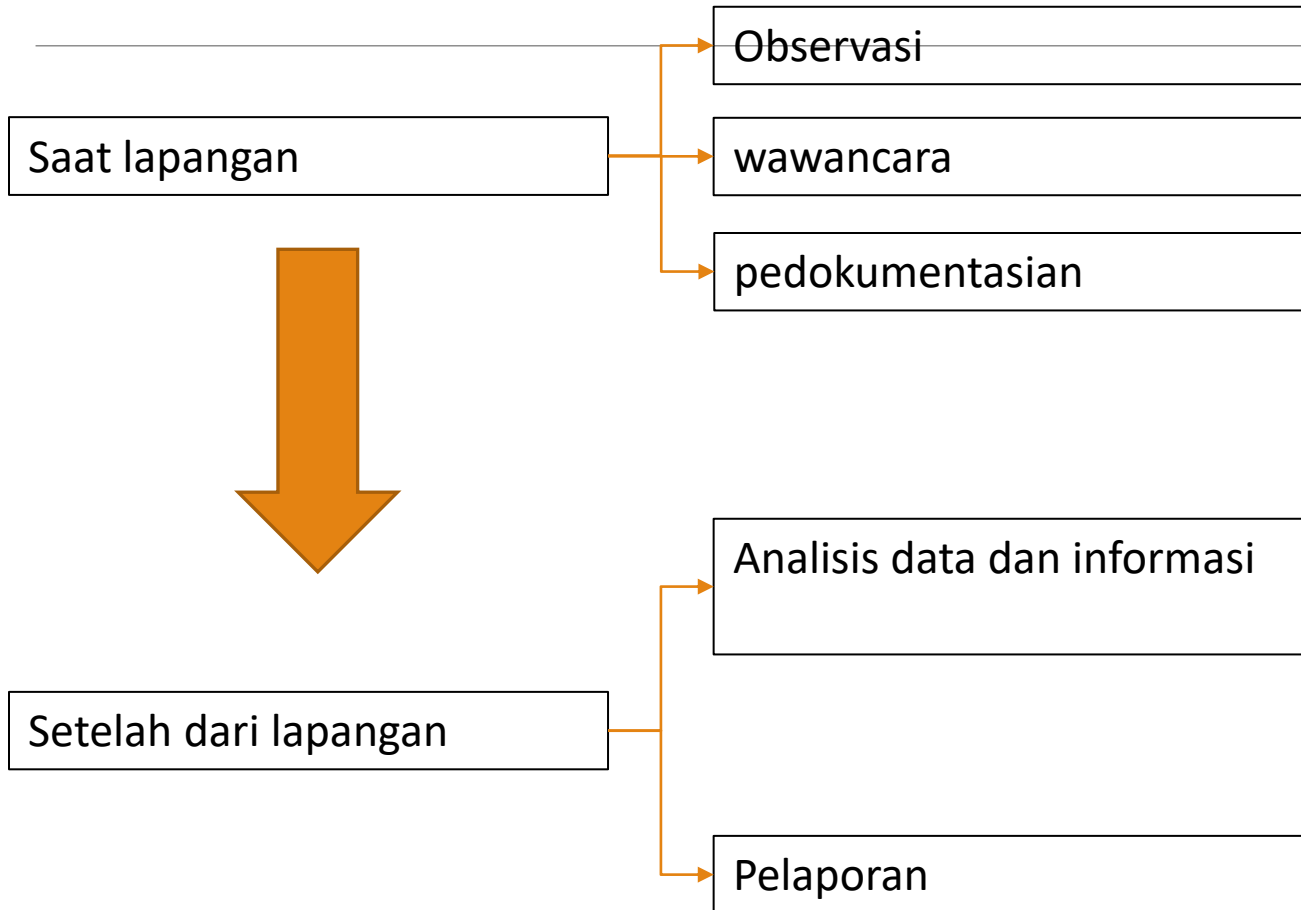 Observasi
Saat lapangan
wawancara
pedokumentasian
Analisis data dan informasi
Setelah dari lapangan
Pelaporan